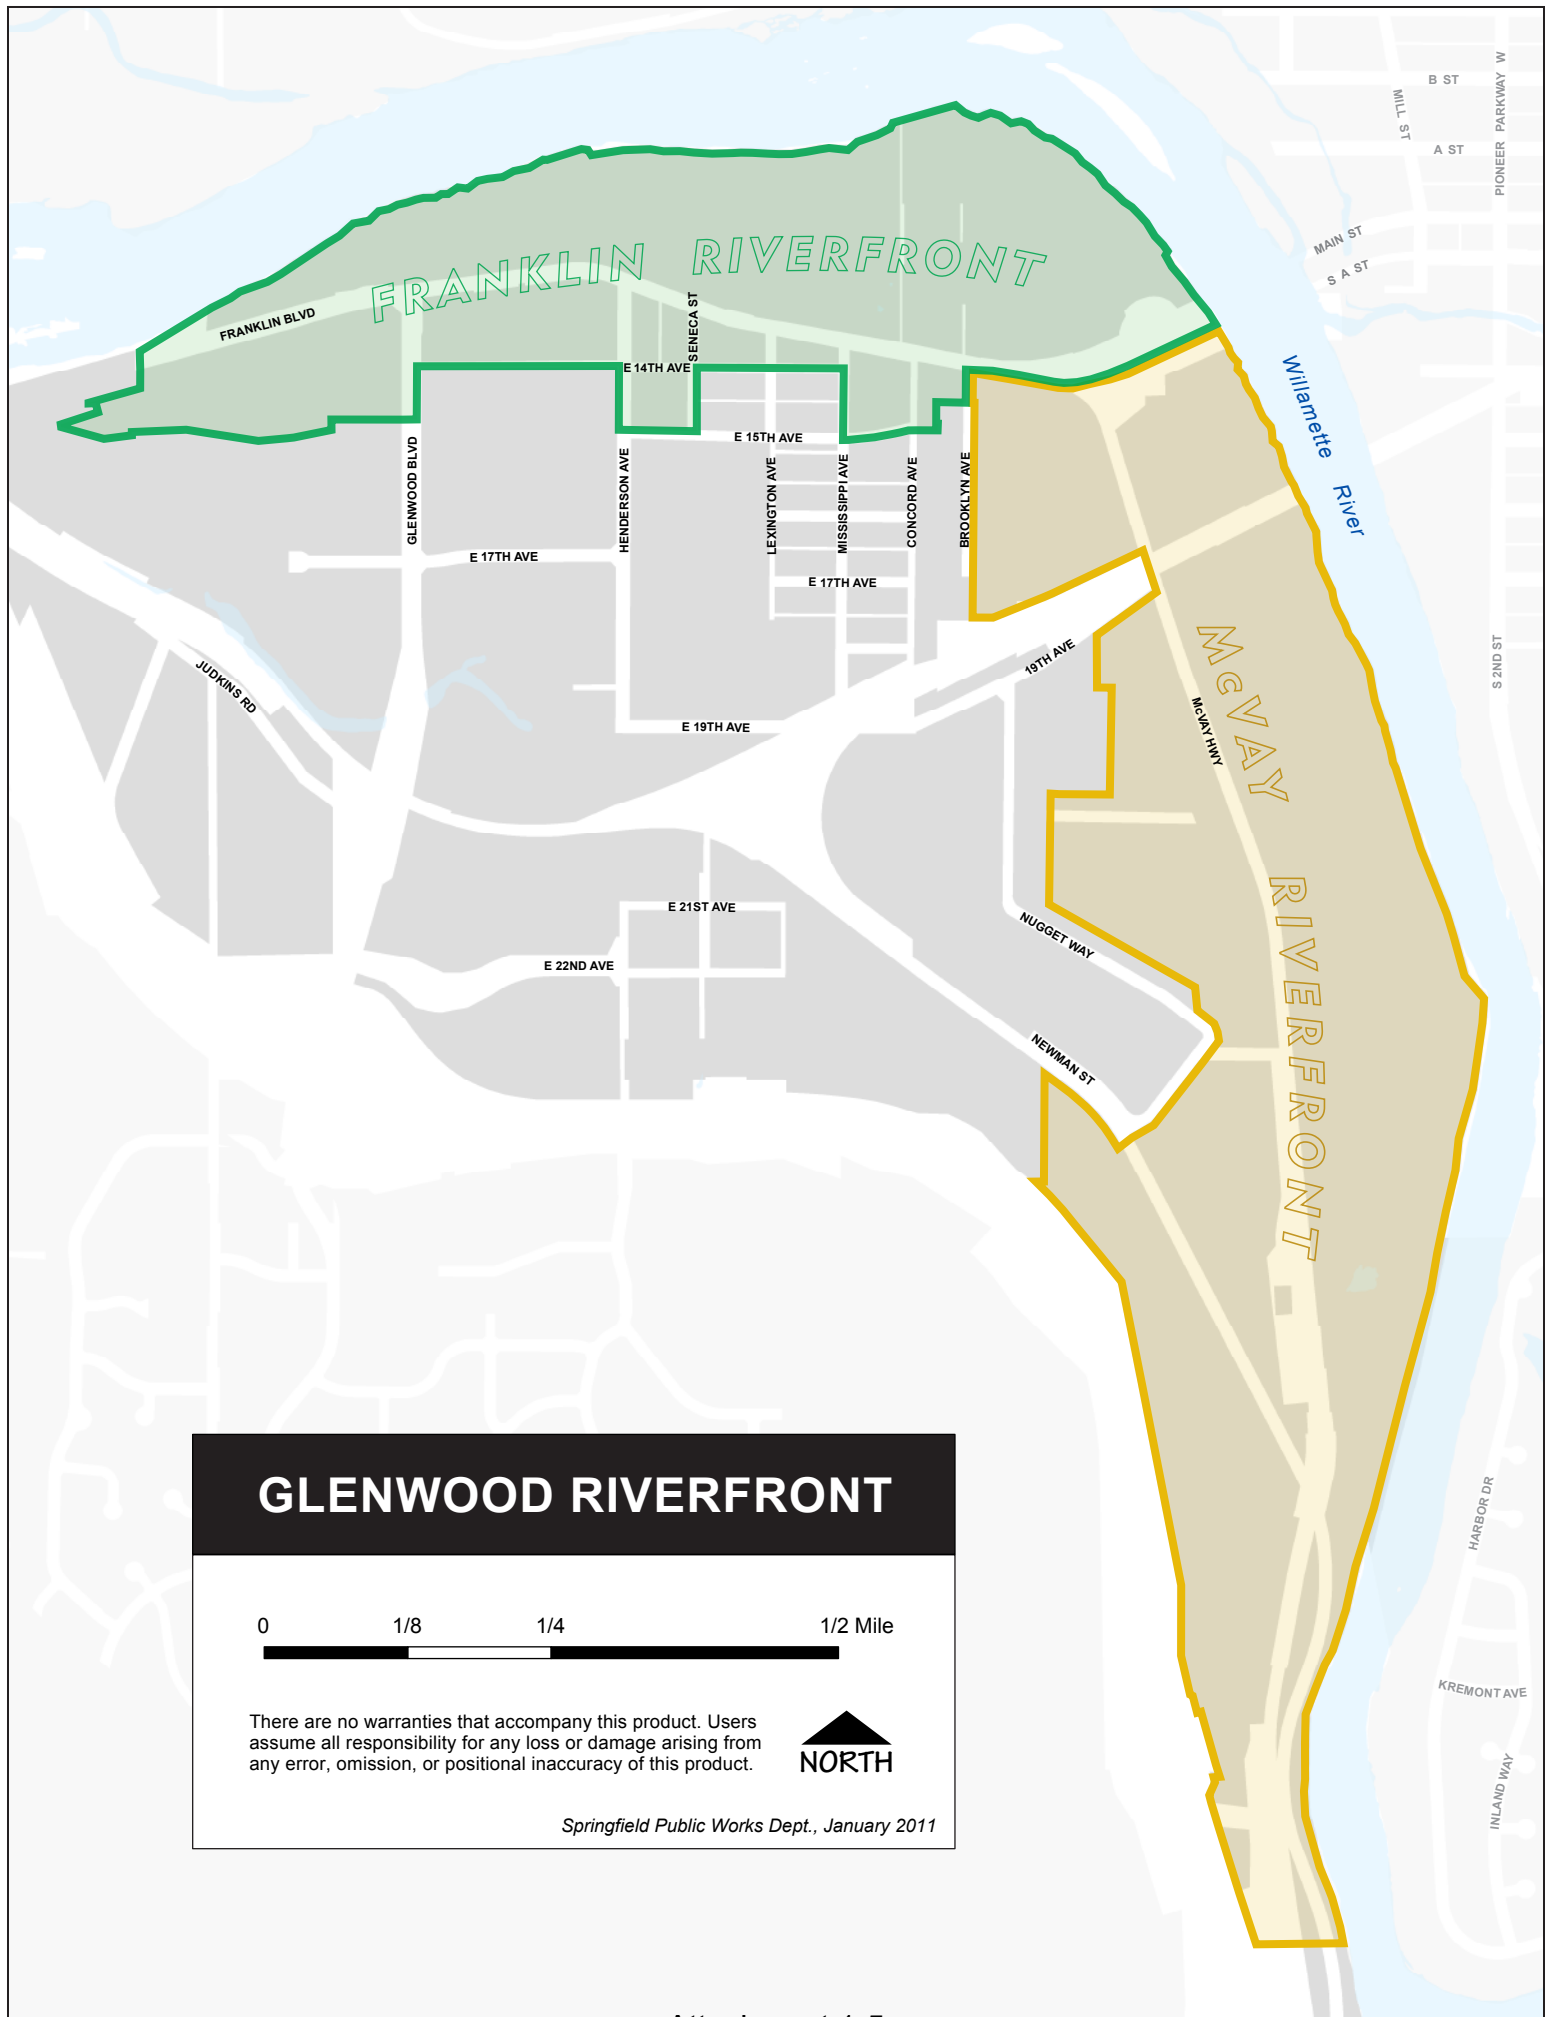 B ST
MILL ST
PIONEER PARKWAY W
A ST
MAIN ST
S A ST
FRANKLIN RIVERFRONT
FRANKLIN BLVD
SENECA ST
E 14TH AVE
Willamette River
E 15TH AVE
GLENWOOD BLVD
HENDERSON AVE
LEXINGTON AVE
MISSISSIPPI AVE
CONCORD AVE
BROOKLYN AVE
E 17TH AVE
E 17TH AVE
19TH AVE
S 2ND ST
JUDKINS RD
E 19TH AVE
McVAY HWY
McVAY RIVERFRONT
E 21ST AVE
NUGGET WAY
E 22ND AVE
NEWMAN ST
HARBOR DR
KREMONT AVE
INLAND WAY
GLENWOOD RIVERFRONT
0 1/8 1/4 1/2 Mile
There are no warranties that accompany this product. Users
assume all responsibility for any loss or damage arising from
any error, omission, or positional inaccuracy of this product.
NORTH
Springfield Public Works Dept., January 2011